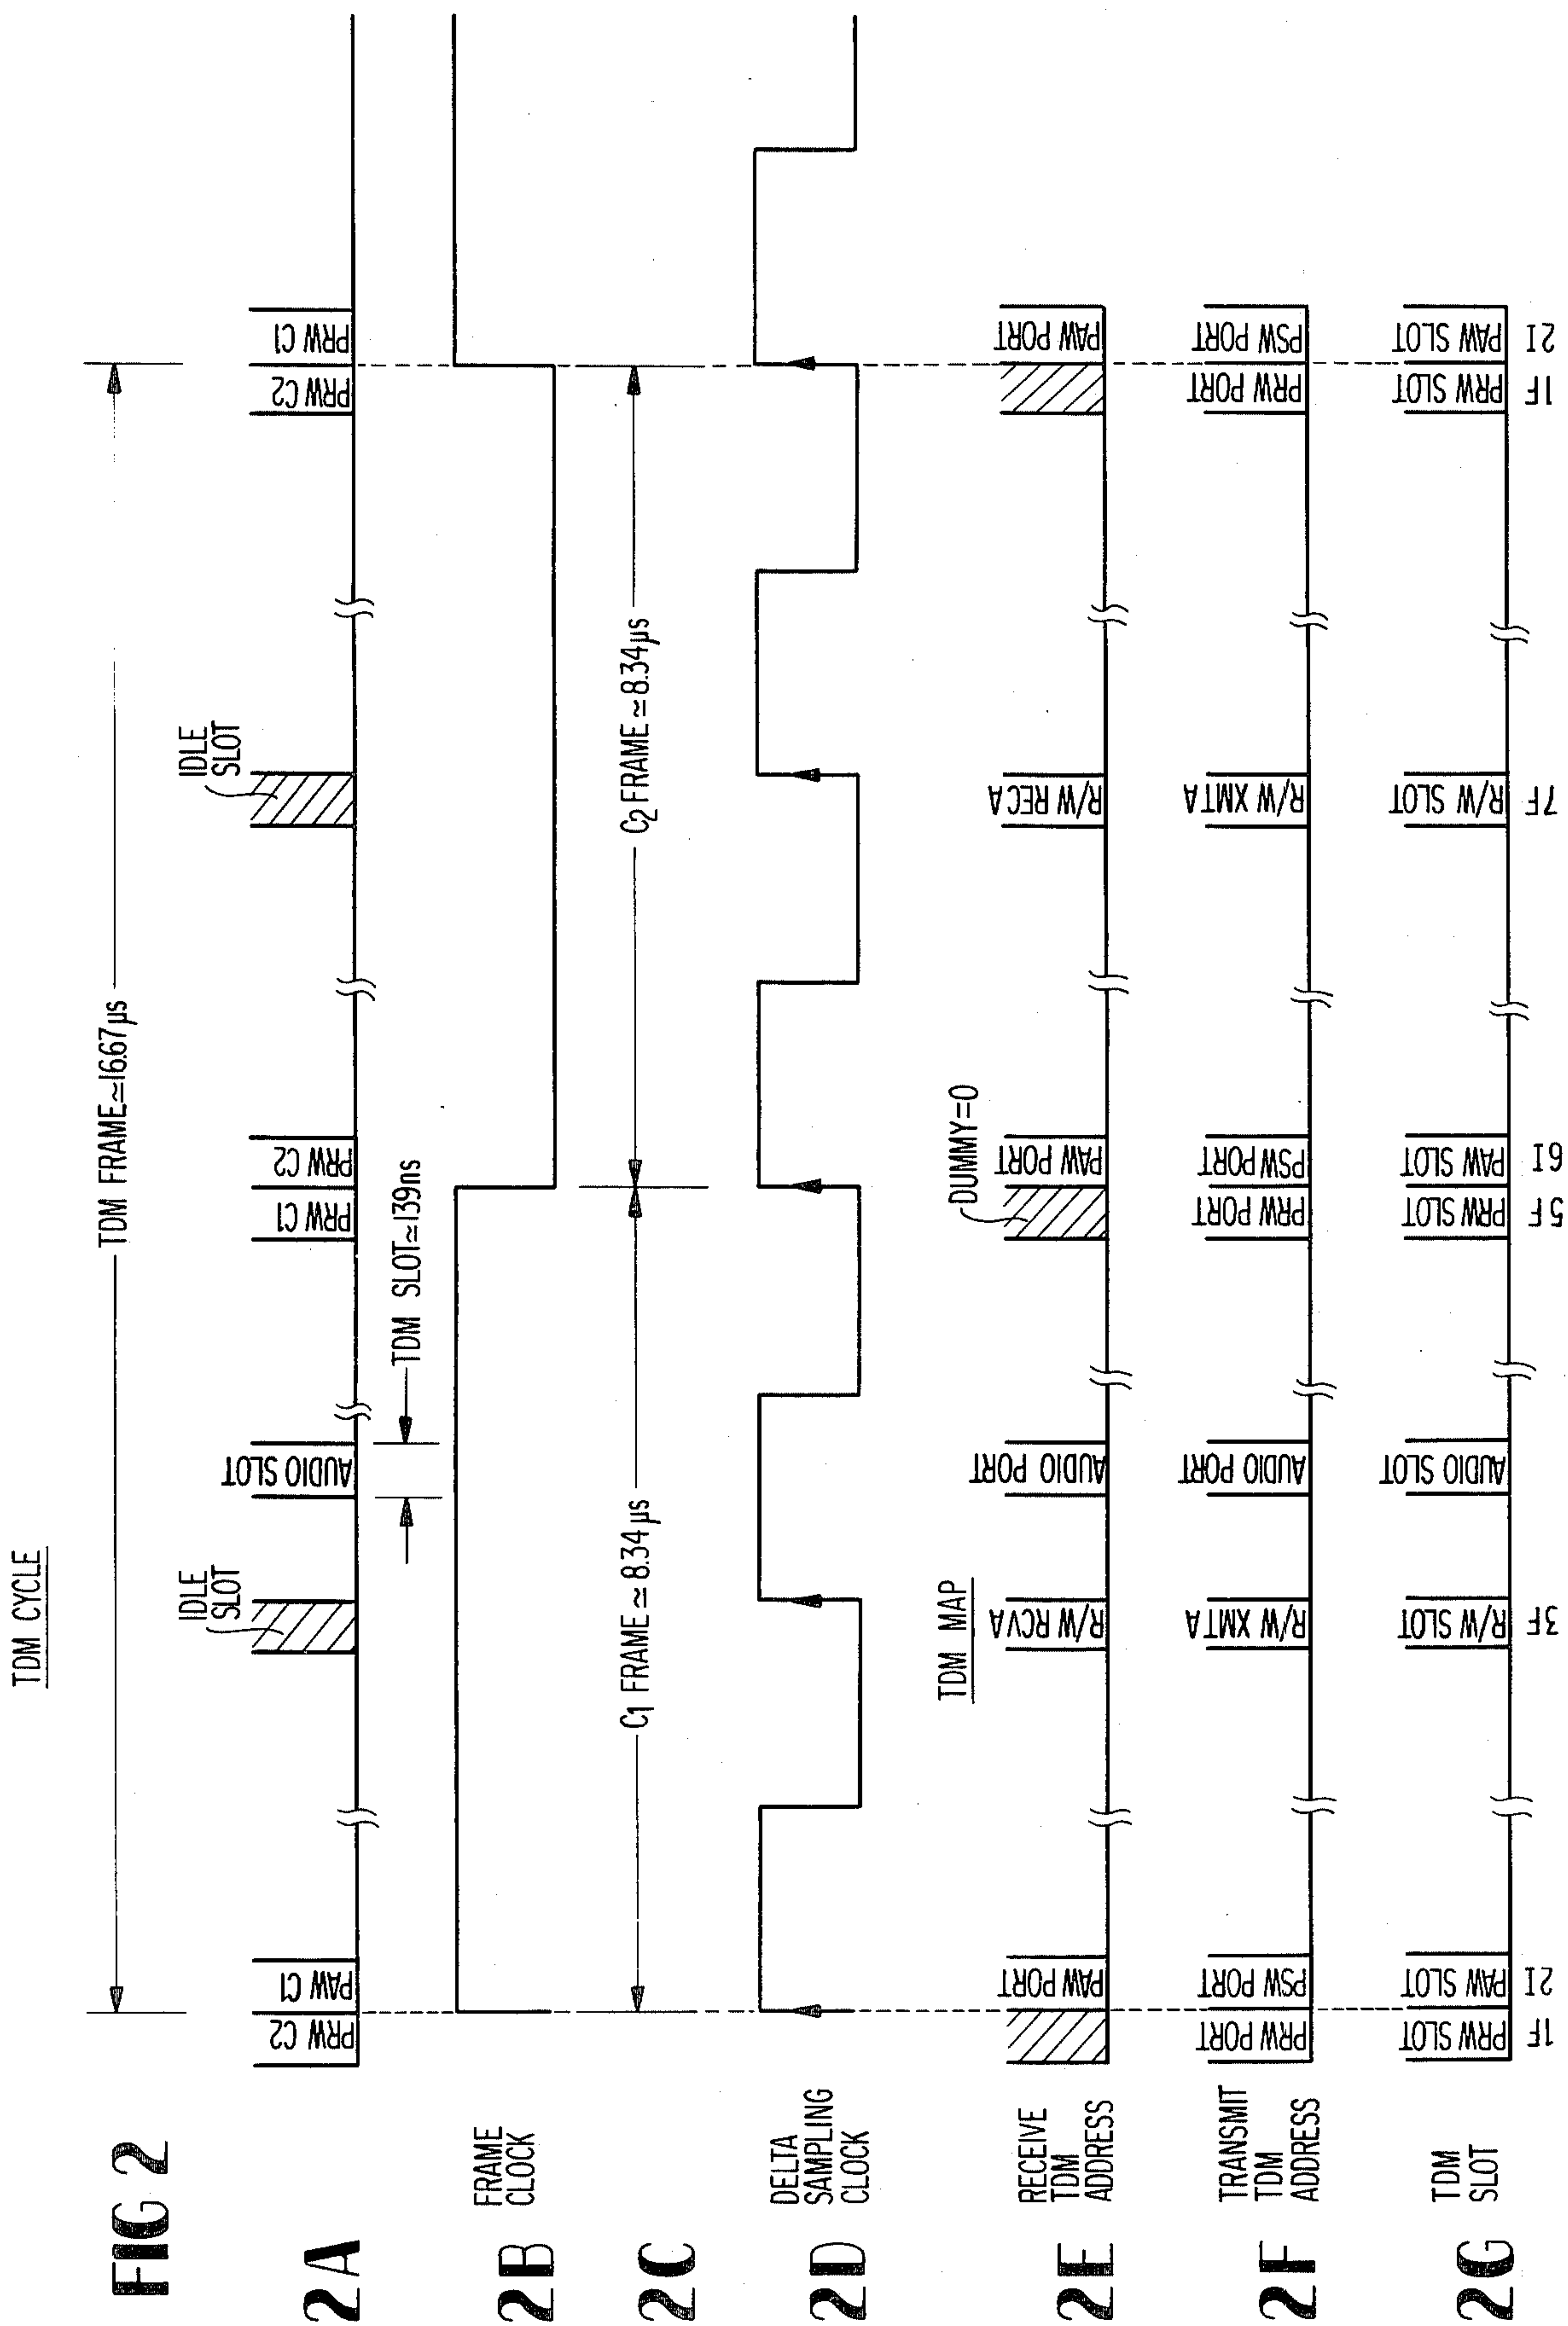 FIG 2
TDM CYCLE
TDM FRAME≃16.67µs
2A
PRW C2
PAW C1
IDLE
SLOT
AUDIO SLOT
PRW C1
PRW C2
IDLE
SLOT
PRW C2
PRW C1
TDM SLOT≃139ns
2B
FRAME
CLOCK
2C
C1 FRAME≃8.34µs
C2 FRAME≃8.34µs
2D
DELTA
SAMPLING
CLOCK
TDM MAP
DUMMY=0
2E
RECEIVE
TDM
ADDRESS
PAW PORT
R/W RCVA
AUDIO PORT
PAW PORT
R/W RECA
PAW PORT
2F
TRANSMIT
TDM
ADDRESS
PRW PORT
PSW PORT
R/W XMTA
AUDIO PORT
PRW PORT
PSW PORT
R/W XMTA
PRW PORT
PSW PORT
2G
TDM
SLOT
PRW SLOT
PAW SLOT
R/W SLOT
AUDIO SLOT
PRW SLOT
PAW SLOT
R/W SLOT
PRW SLOT
PAW SLOT
1F
2I
3F
5F
6I
7F
1F
2I